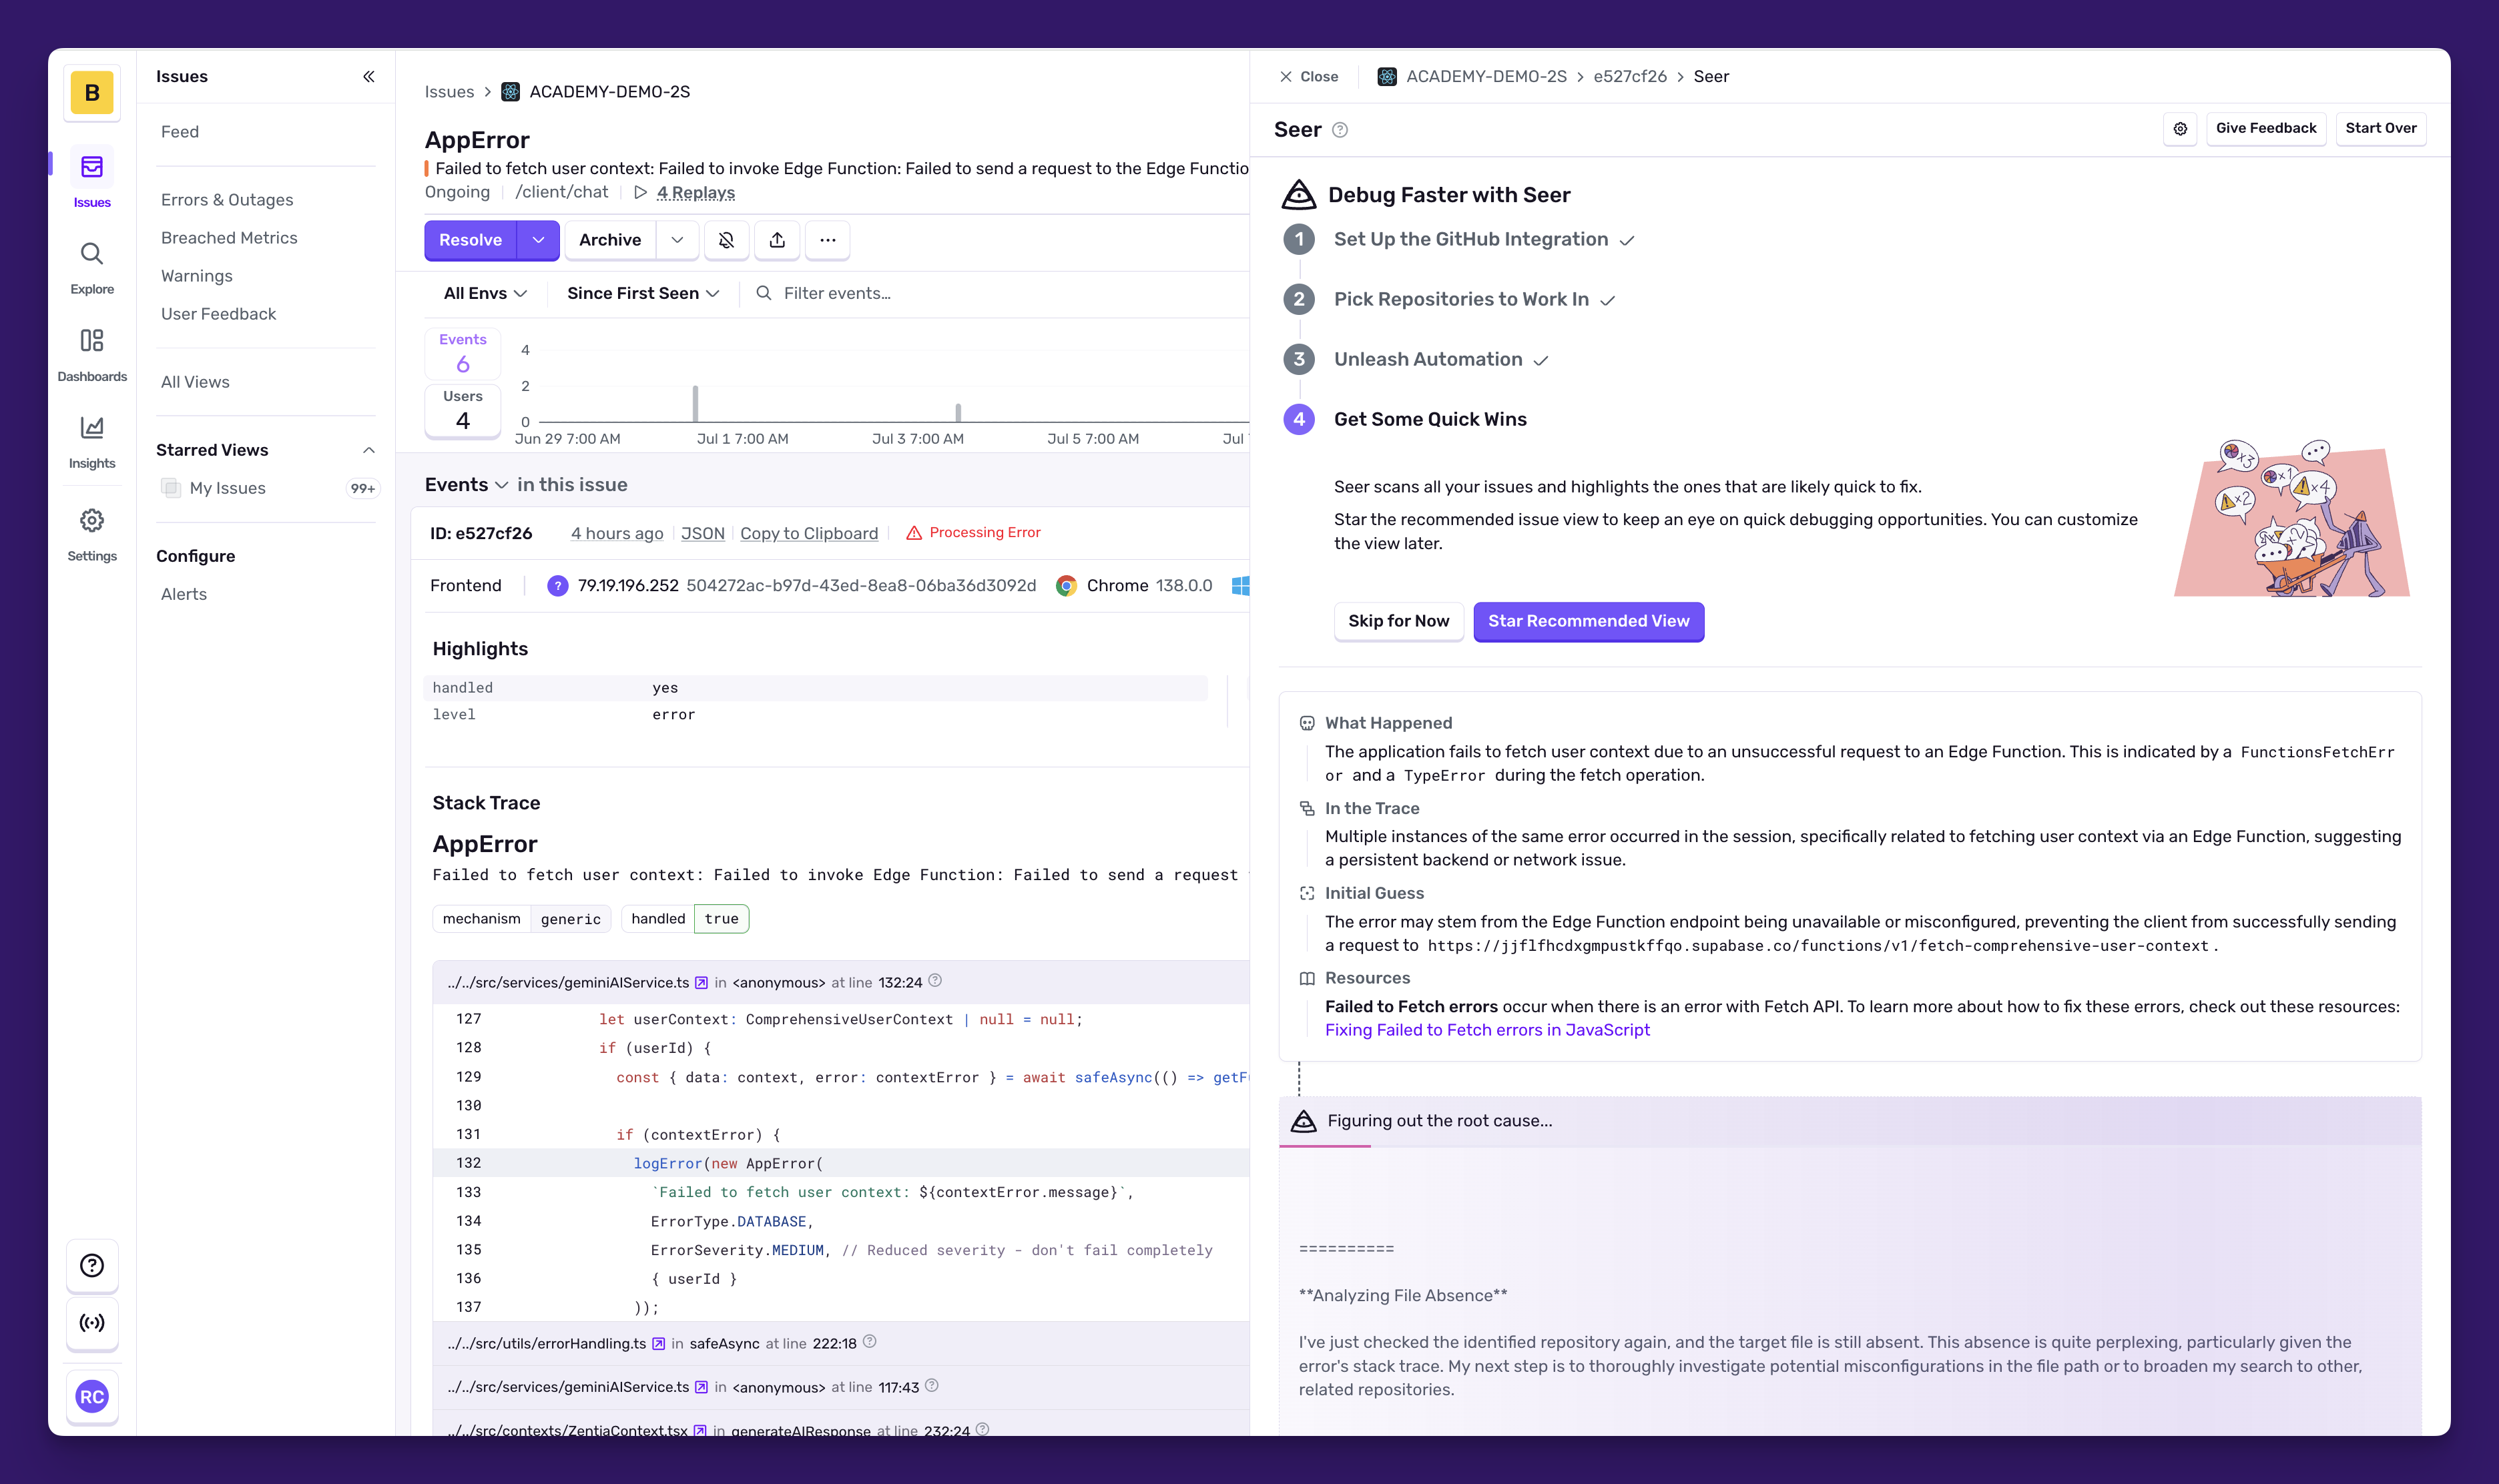 B
Issues
Explore
Dashboards
Insights
Settings
RC
Issues
Feed
Errors & Outages
Breached Metrics
Warnings
User Feedback
All Views
Starred Views
My Issues 99+
Configure
Alerts
Issues > ACADEMY-DEMO-2S
AppError
Failed to fetch user context: Failed to invoke Edge Function: Failed to send a request to the Edge Functio
Ongoing /client/chat 4 Replays
Resolve Archive
All Envs Since First Seen Filter events...
Events
6
Users
4
4
2
0
Jun 29 7:00 AM Jul 1 7:00 AM Jul 3 7:00 AM Jul 5 7:00 AM Jul
Events in this issue
ID: e527cf26 4 hours ago JSON Copy to Clipboard Processing Error
Frontend ? 79.19.196.252 504272ac-b97d-43ed-8ea8-06ba36d3092d Chrome 138.0.0
Highlights
handled yes
level error
Stack Trace
AppError
Failed to fetch user context: Failed to invoke Edge Function: Failed to send a request
mechanism generic handled true
../../src/services/geminiAIService.ts in <anonymous> at line 132:24
127 let userContext: ComprehensiveUserContext | null = null;
128 if (userId) {
129 const { data: context, error: contextError } = await safeAsync(() => getF
130
131 if (contextError) {
132 logError(new AppError(
133 `Failed to fetch user context: ${contextError.message}`,
134 ErrorType.DATABASE,
135 ErrorSeverity.MEDIUM, // Reduced severity - don't fail completely
136 { userId }
137 ));
../../src/utils/errorHandling.ts in safeAsync at line 222:18
../../src/services/geminiAIService.ts in <anonymous> at line 117:43
../../src/contexts/ZentiaContext.tsx in generateAIResponse at line 232:24
Close ACADEMY-DEMO-2S > e527cf26 > Seer
Seer
Give Feedback Start Over
Debug Faster with Seer
1 Set Up the GitHub Integration
2 Pick Repositories to Work In
3 Unleash Automation
4 Get Some Quick Wins
Seer scans all your issues and highlights the ones that are likely quick to fix.
Star the recommended issue view to keep an eye on quick debugging opportunities. You can customize
the view later.
x3
x1
x4
x2
Skip for Now Star Recommended View
What Happened
The application fails to fetch user context due to an unsuccessful request to an Edge Function. This is indicated by a FunctionsFetchErr
or and a TypeError during the fetch operation.
In the Trace
Multiple instances of the same error occurred in the session, specifically related to fetching user context via an Edge Function, suggesting
a persistent backend or network issue.
Initial Guess
The error may stem from the Edge Function endpoint being unavailable or misconfigured, preventing the client from successfully sending
a request to https://jjflfhcdxgmpustkffqo.supabase.co/functions/v1/fetch-comprehensive-user-context.
Resources
Failed to Fetch errors occur when there is an error with Fetch API. To learn more about how to fix these errors, check out these resources:
Fixing Failed to Fetch errors in JavaScript
Figuring out the root cause...
==========
**Analyzing File Absence**
I've just checked the identified repository again, and the target file is still absent. This absence is quite perplexing, particularly given the
error's stack trace. My next step is to thoroughly investigate potential misconfigurations in the file path or to broaden my search to other,
related repositories.